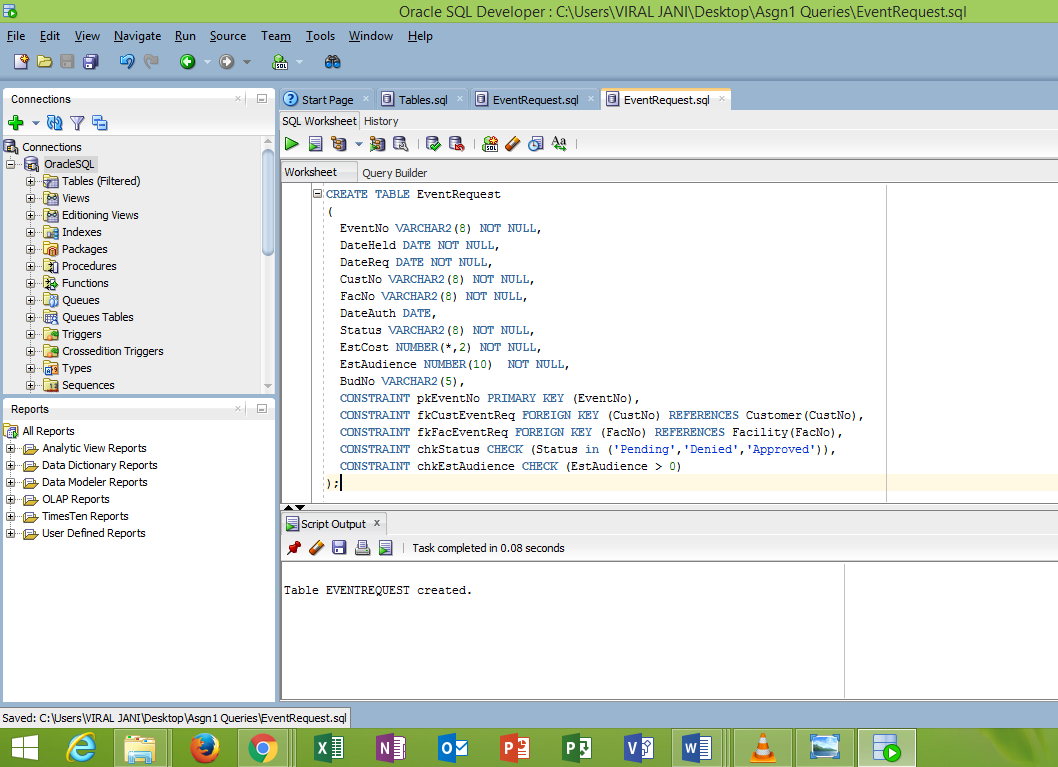 Oracle SQL Developer : C:\Users\VIRAL JANI\Desktop\Asgn1 Queries\EventRequest.sql
File Edit View Navigate Run Source Team Tools Window Help
Connections
Connections
OracleSQL
Tables (Filtered)
Views
Editioning Views
Indexes
Packages
Procedures
Functions
Queues
Queues Tables
Triggers
Crossedition Triggers
Types
Sequences
Reports
All Reports
Analytic View Reports
Data Dictionary Reports
Data Modeler Reports
OLAP Reports
TimesTen Reports
User Defined Reports
Start Page Tables.sql EventRequest.sql EventRequest.sql
SQL Worksheet History
Worksheet Query Builder
CREATE TABLE EventRequest
(
EventNo VARCHAR2(8) NOT NULL,
DateHeld DATE NOT NULL,
DateReq DATE NOT NULL,
CustNo VARCHAR2(8) NOT NULL,
FacNo VARCHAR2(8) NOT NULL,
DateAuth DATE,
Status VARCHAR2(8) NOT NULL,
EstCost NUMBER(*,2) NOT NULL,
EstAudience NUMBER(10)  NOT NULL,
BudNo VARCHAR2(5),
CONSTRAINT pkEventNo PRIMARY KEY (EventNo),
CONSTRAINT fkCustEventReq FOREIGN KEY (CustNo) REFERENCES Customer(CustNo),
CONSTRAINT fkFacEventReq FOREIGN KEY (FacNo) REFERENCES Facility(FacNo),
CONSTRAINT chkStatus CHECK (Status in ('Pending','Denied','Approved')),
CONSTRAINT chkEstAudience CHECK (EstAudience > 0)
);
Script Output
Task completed in 0.08 seconds
Table EVENTREQUEST created.
Saved: C:\Users\VIRAL JANI\Desktop\Asgn1 Queries\EventRequest.sql